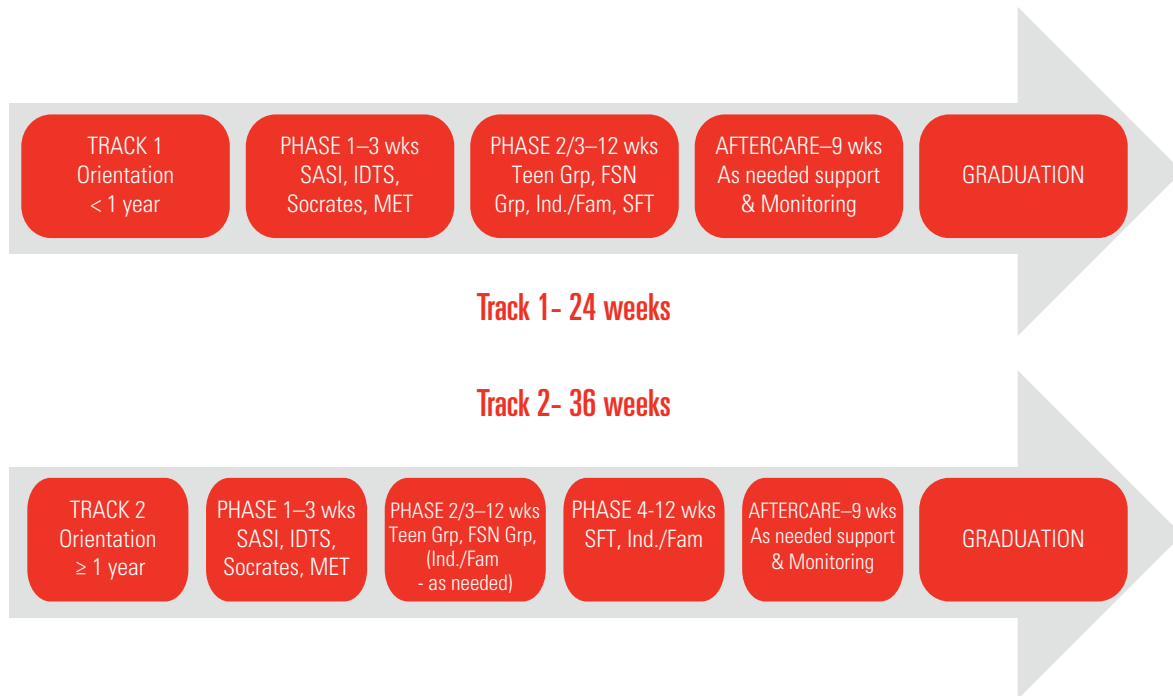 TRACK 1
Orientation
< 1 year
PHASE 1–3 wks
SASI, IDTS,
Socrates, MET
PHASE 2/3–12 wks
Teen Grp, FSN
Grp, Ind./Fam, SFT
AFTERCARE–9 wks
As needed support
& Monitoring
GRADUATION
Track 1- 24 weeks
Track 2- 36 weeks
TRACK 2
Orientation
≥ 1 year
PHASE 1–3 wks
SASI, IDTS,
Socrates, MET
PHASE 2/3–12 wks
Teen Grp, FSN Grp,
(Ind./Fam
- as needed)
PHASE 4-12 wks
SFT, Ind./Fam
AFTERCARE–9 wks
As needed support
& Monitoring
GRADUATION